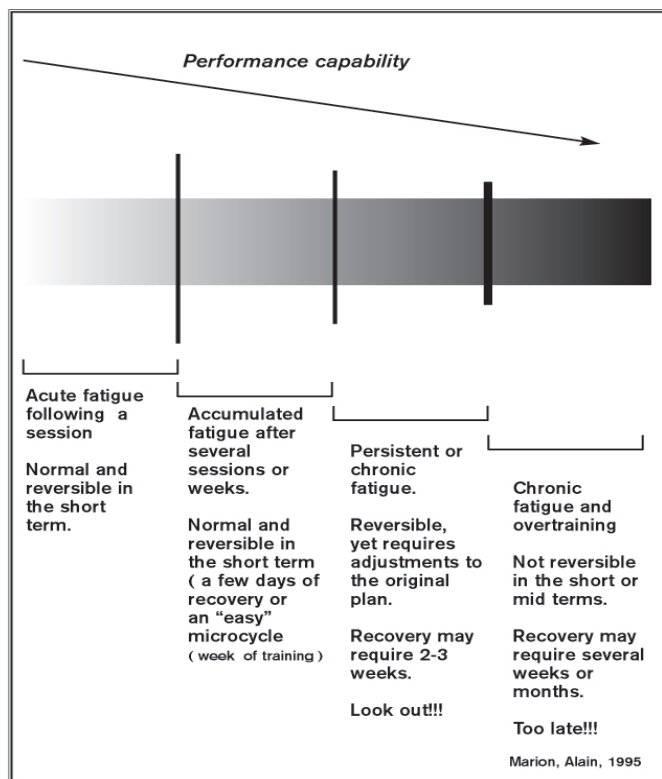 Performance capability
Acute fatigue
following a
session
Normal and
reversible in
the short
term.
Accumulated
fatigue after
several
sessions or
weeks.
Normal and
reversible in
the short term
( a few days of
recovery or
an “easy”
microcycle
( week of training )
Persistent or
chronic
fatigue.
Reversible,
yet requires
adjustments to
the original
plan.
Recovery may
require 2-3
weeks.
Look out!!!
Chronic
fatigue and
overtraining
Not reversible
in the short or
mid terms.
Recovery may
require several
weeks or
months.
Too late!!!
Marion, Alain, 1995